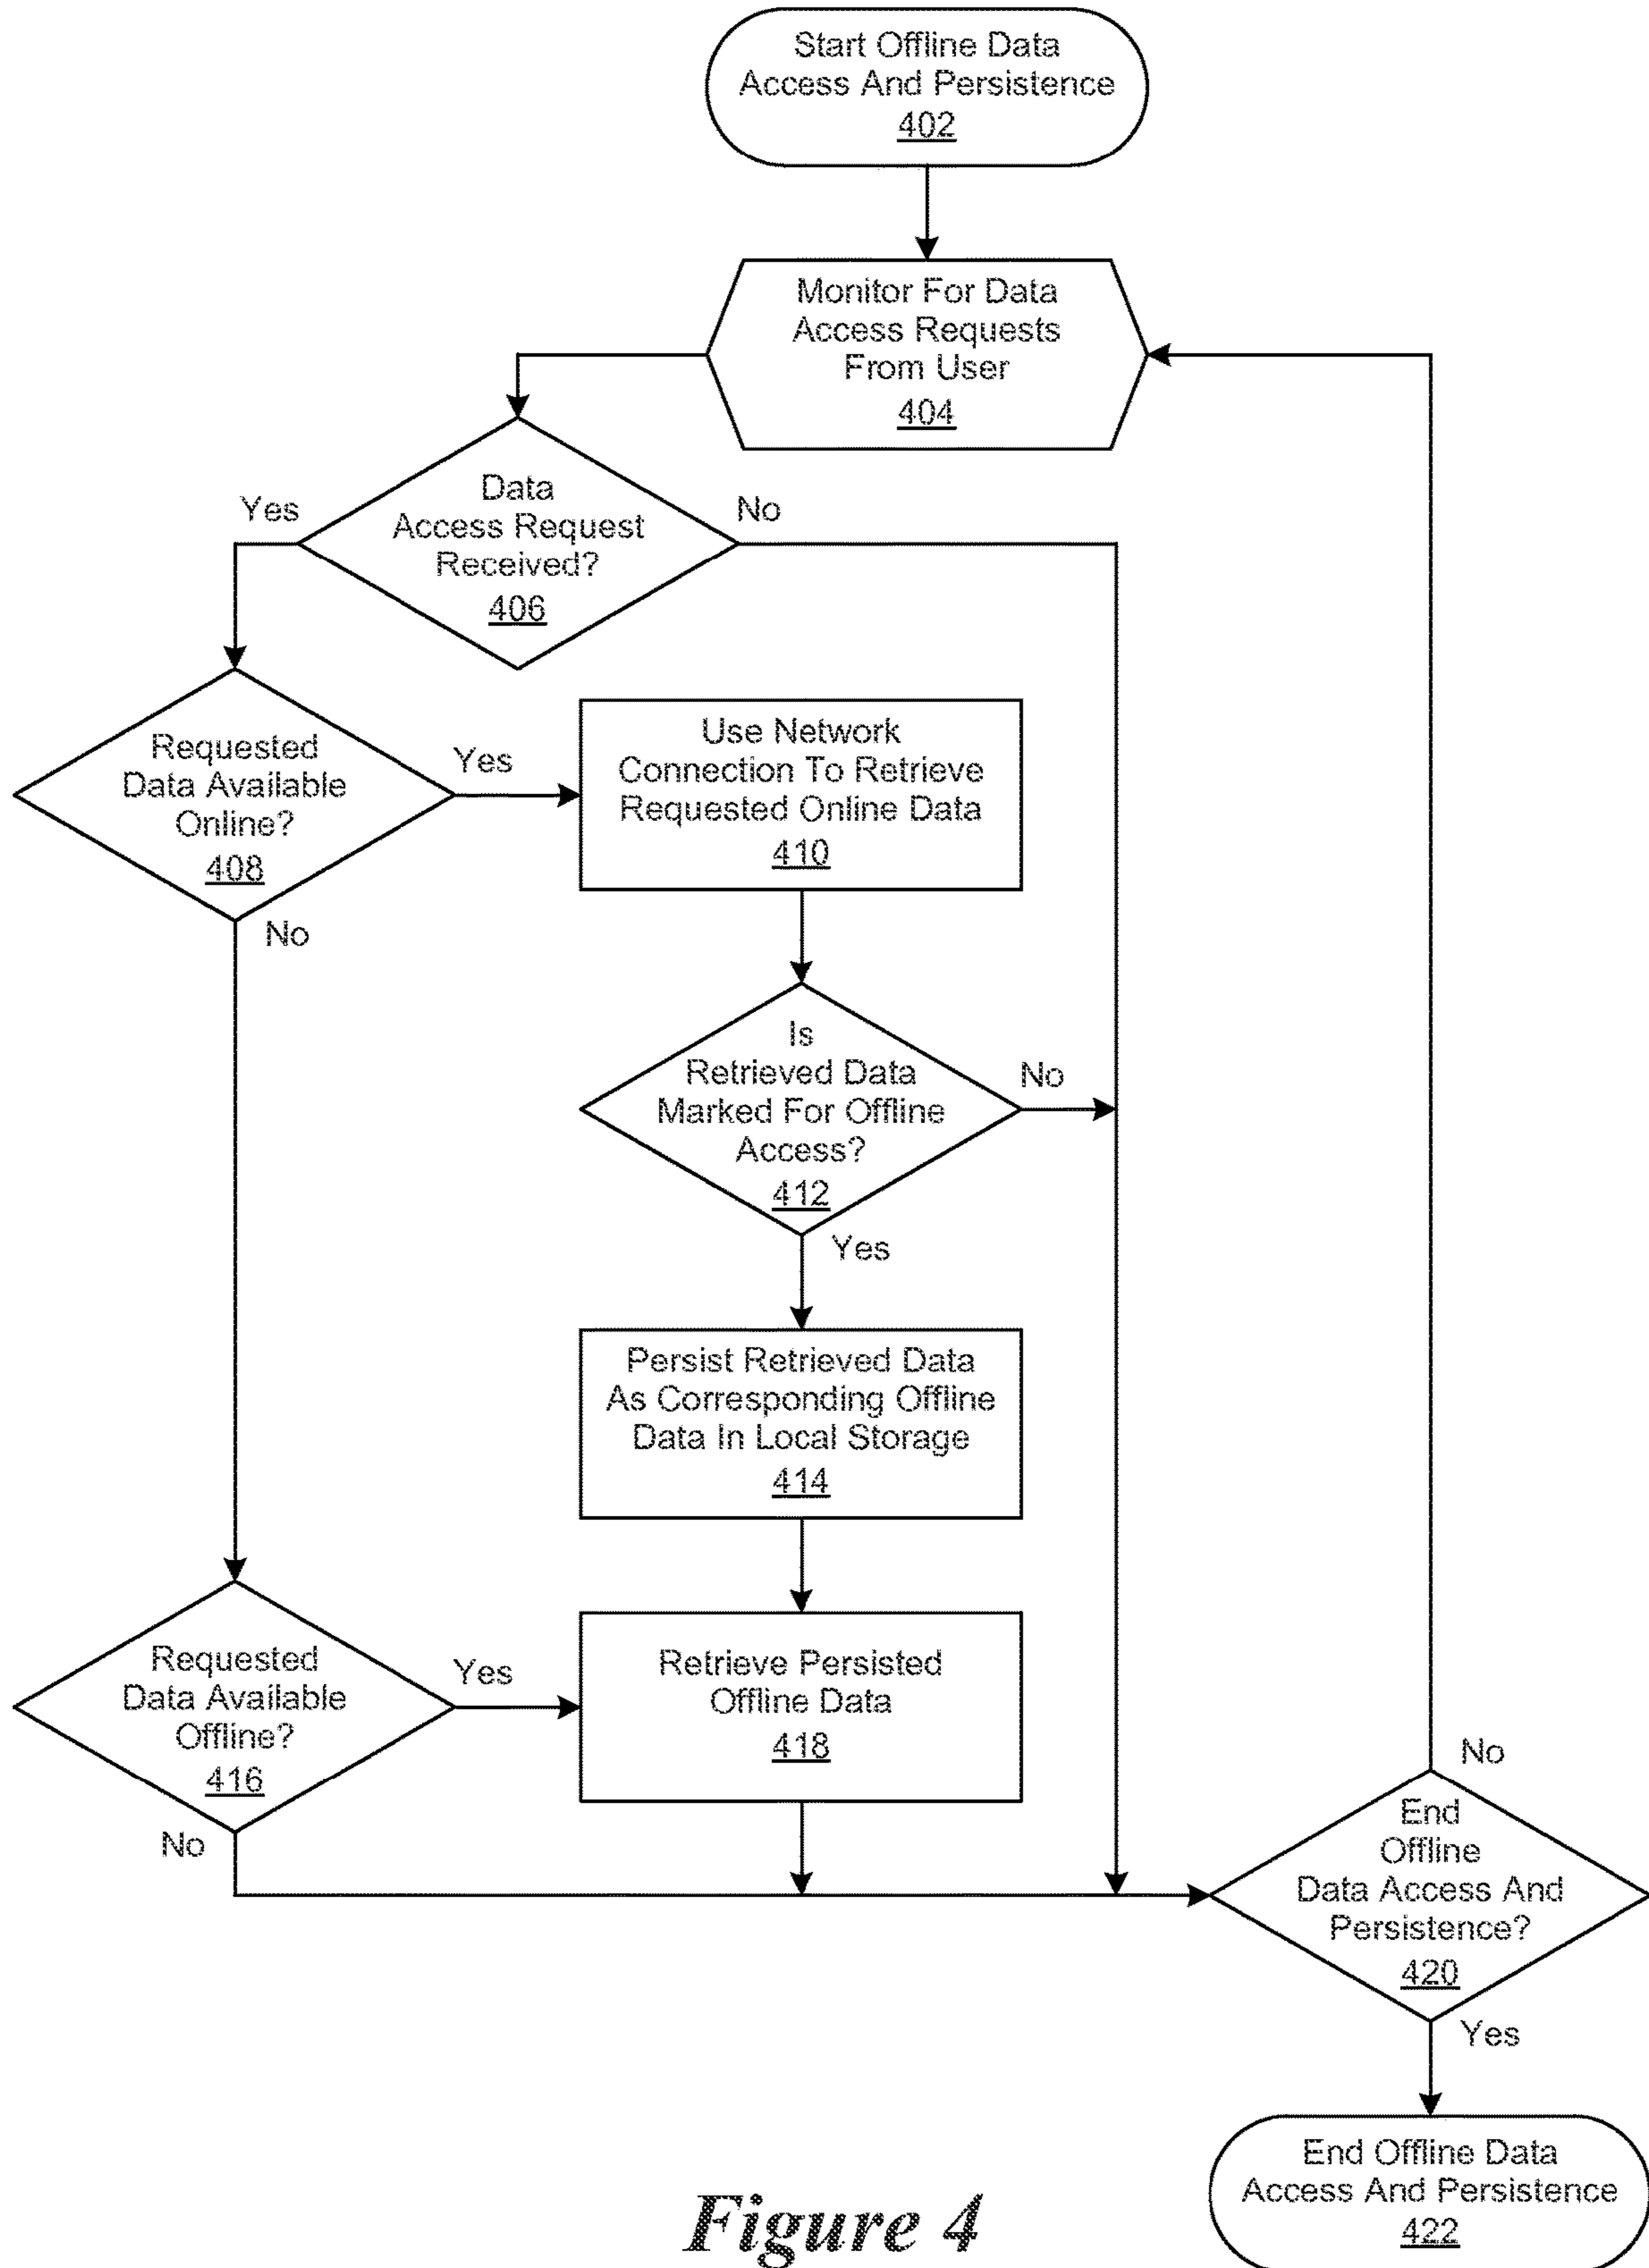 Start Offline Data
Access And Persistence
402
Monitor For Data
Access Requests
From User
404
Data
Access Request
Received?
406
Yes
No
Requested
Data Available
Online?
408
Yes
No
Use Network
Connection To Retrieve
Requested Online Data
410
Is
Retrieved Data
Marked For Offline
Access?
412
No
Yes
Persist Retrieved Data
As Corresponding Offline
Data In Local Storage
414
Requested
Data Available
Offline?
416
Yes
No
Retrieve Persisted
Offline Data
418
No
End
Offline
Data Access And
Persistence?
420
Yes
End Offline Data
Access And Persistence
422
Figure 4